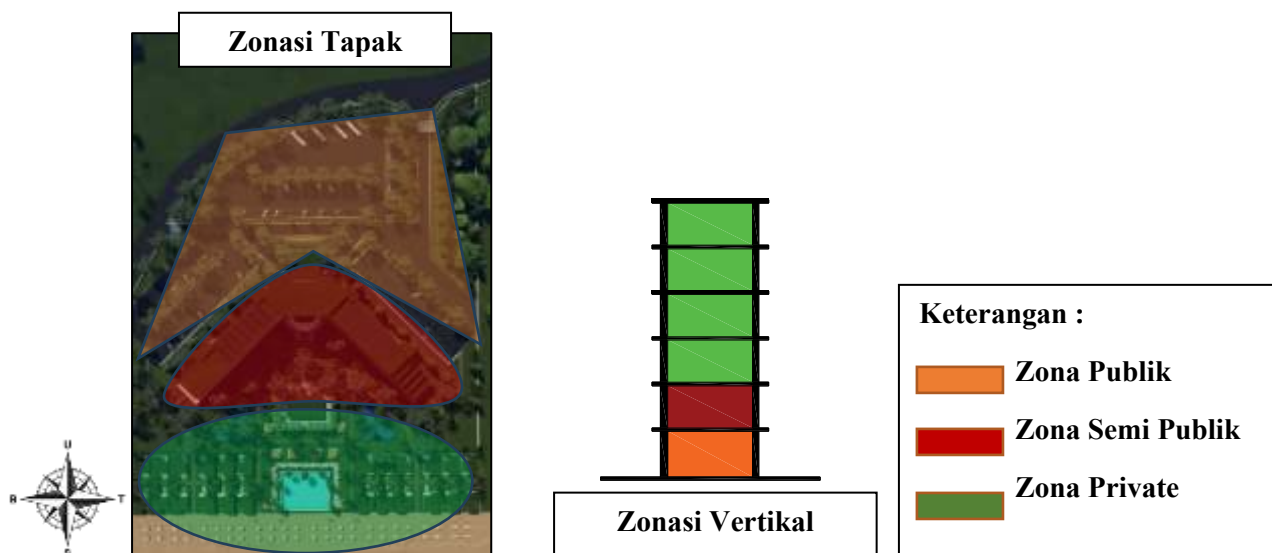 Zonasi Tapak
Keterangan :
Zona Publik
Zona Semi Publik
Zona Private
U
B
T
Zonasi Vertikal